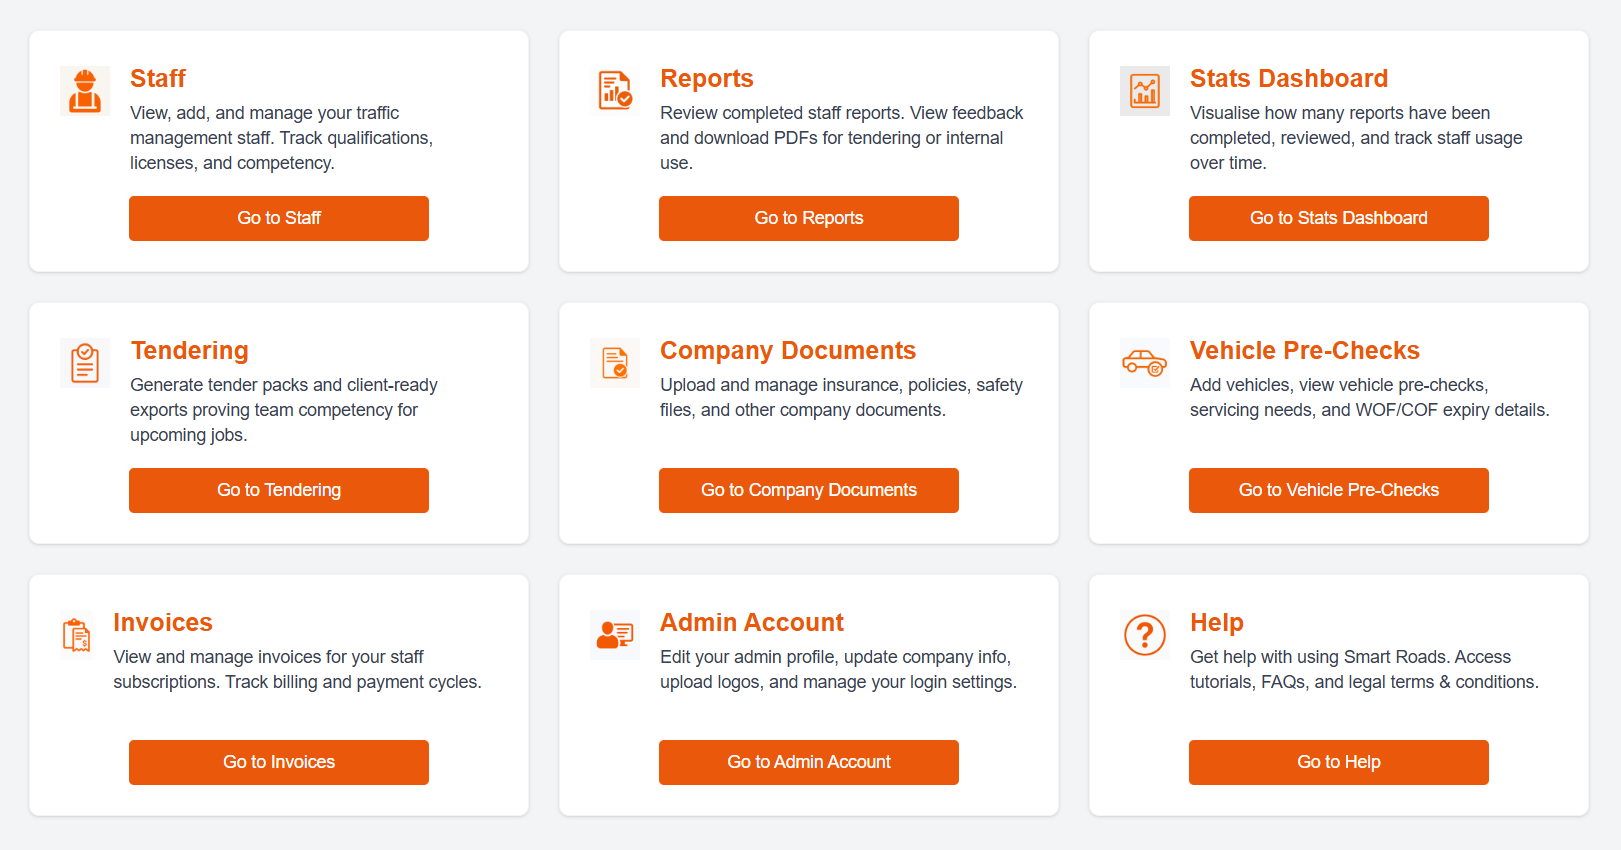 Staff
View, add, and manage your traffic
management staff. Track qualifications,
licenses, and competency.
Go to Staff
Reports
Review completed staff reports. View feedback
and download PDFs for tendering or internal
use.
Go to Reports
Stats Dashboard
Visualise how many reports have been
completed, reviewed, and track staff usage
over time.
Go to Stats Dashboard
Tendering
Generate tender packs and client-ready
exports proving team competency for
upcoming jobs.
Go to Tendering
Company Documents
Upload and manage insurance, policies, safety
files, and other company documents.
Go to Company Documents
Vehicle Pre-Checks
Add vehicles, view vehicle pre-checks,
servicing needs, and WOF/COF expiry details.
Go to Vehicle Pre-Checks
Invoices
View and manage invoices for your staff
subscriptions. Track billing and payment cycles.
Go to Invoices
Admin Account
Edit your admin profile, update company info,
upload logos, and manage your login settings.
Go to Admin Account
Help
Get help with using Smart Roads. Access
tutorials, FAQs, and legal terms & conditions.
Go to Help